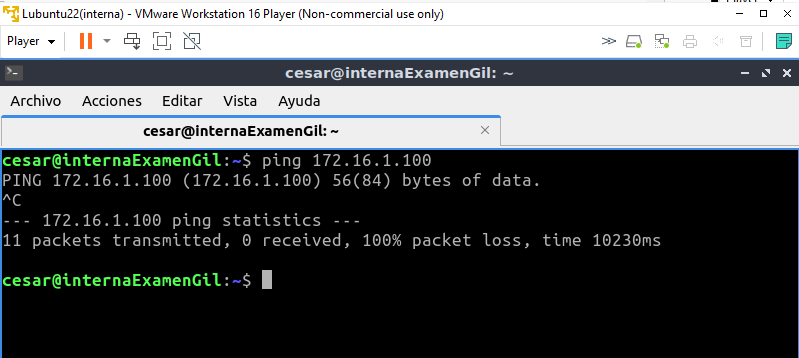 Lubuntu22(interna) - VMware Workstation 16 Player (Non-commercial use only)
Player
cesar@internaExamenGil: ~
Archivo Acciones Editar Vista Ayuda
cesar@internaExamenGil: ~
cesar@internaExamenGil:~$ ping 172.16.1.100
PING 172.16.1.100 (172.16.1.100) 56(84) bytes of data.
^C
--- 172.16.1.100 ping statistics ---
11 packets transmitted, 0 received, 100% packet loss, time 10230ms
cesar@internaExamenGil:~$